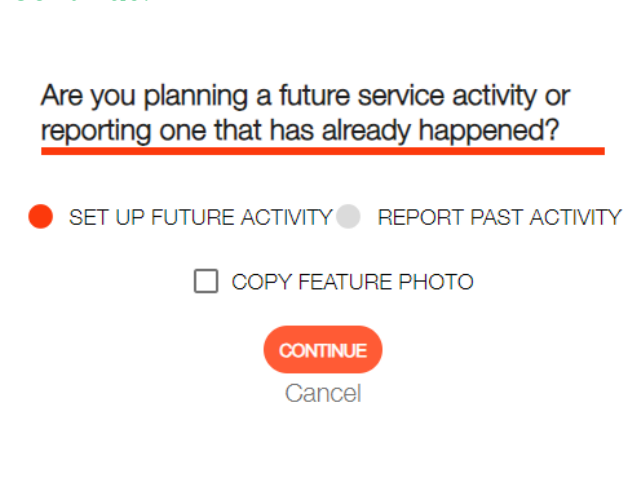 Are you planning a future service activity or
reporting one that has already happened?
SET UP FUTURE ACTIVITY REPORT PAST ACTIVITY
COPY FEATURE PHOTO
CONTINUE
Cancel